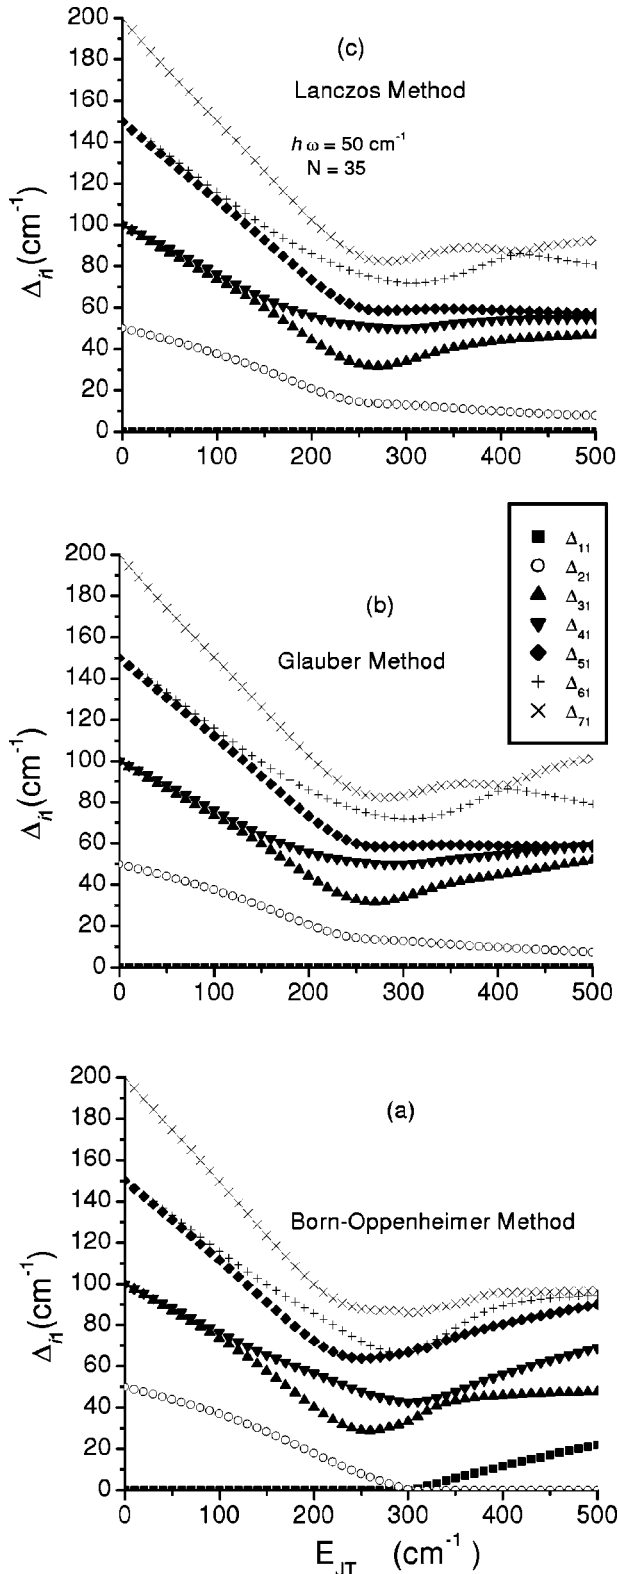 200
180
160
140
120
100
80
60
40
20
0
Δi1(cm-1)
(c)
Lanczos Method
h ω = 50 cm-1
N = 35
0 100 200 300 400 500
200
180
160
140
120
100
80
60
40
20
0
Δi1(cm-1)
(b)
Glauber Method
Δ11
Δ21
Δ31
Δ41
Δ51
Δ61
Δ71
0 100 200 300 400 500
200
180
160
140
120
100
80
60
40
20
0
Δi1(cm-1)
(a)
Born-Oppenheimer Method
0 100 200 300 400 500
EJT (cm-1)